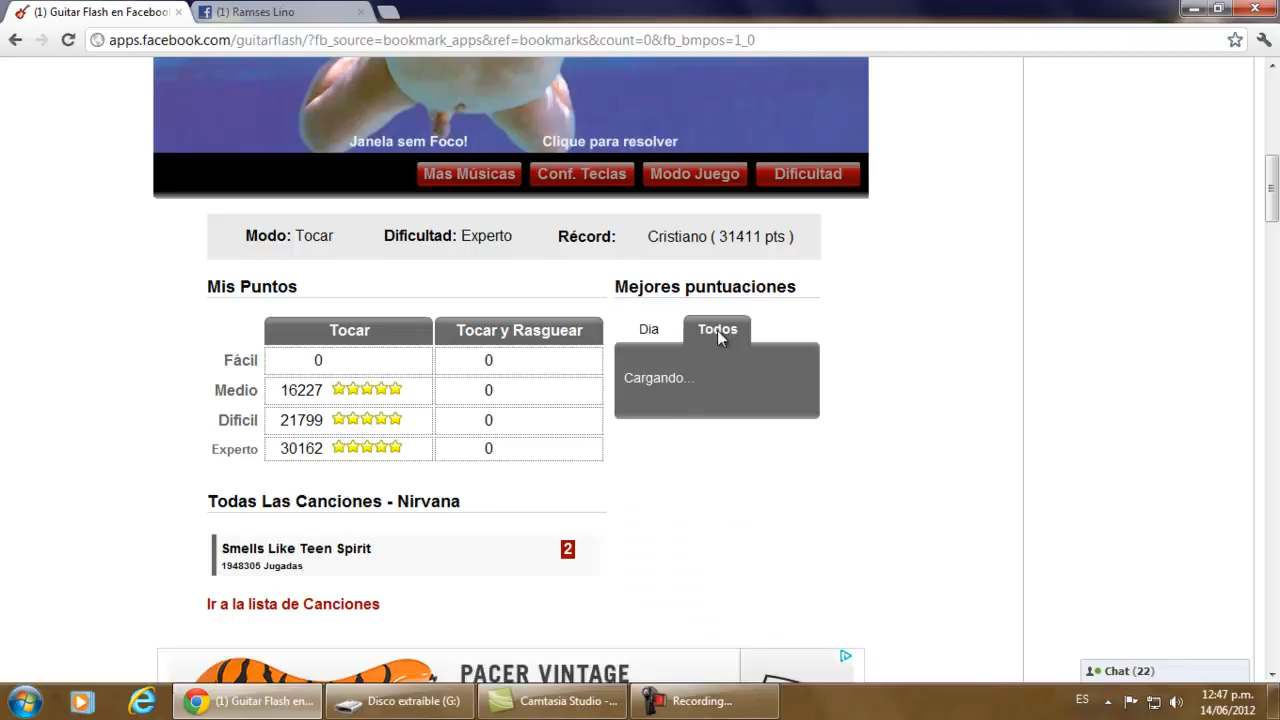 (1) Guitar Flash en Faceboo
(1) Ramses Lino
apps.facebook.com/guitarflash/?fb_source=bookmark_apps&ref=bookmarks&count=0&fb_bmpos=1_0
Janela sem Foco! Clique para resolver
Mas Músicas Conf. Teclas Modo Juego Dificultad
Modo: Tocar Dificultad: Experto Récord: Cristiano ( 31411 pts )
Mis Puntos
Tocar Tocar y Rasguear
Fácil 0 0
Medio 16227 0
Dificil 21799 0
Experto 30162 0
Mejores puntuaciones
Dia Todos
Cargando...
Todas Las Canciones - Nirvana
Smells Like Teen Spirit 2
1948305 Jugadas
Ir a la lista de Canciones
PACER VINTAGE
Chat (22)
(1) Guitar Flash en... Disco extraíble (G:) Camtasia Studio -... Recording... ES 12:47 p.m.
14/06/2012